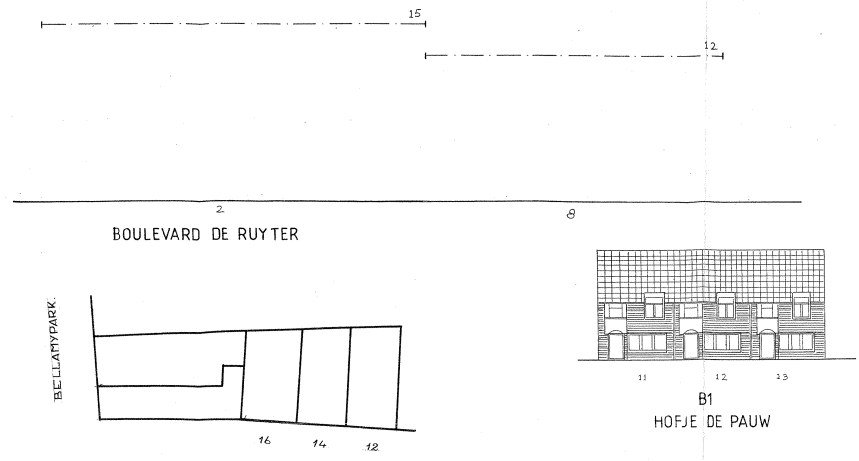 15
12
2
8
BOULEVARD DE RUYTER
BELLAMYPARK.
16
14
12
11
12
13
B1
HOFJE DE PAUW